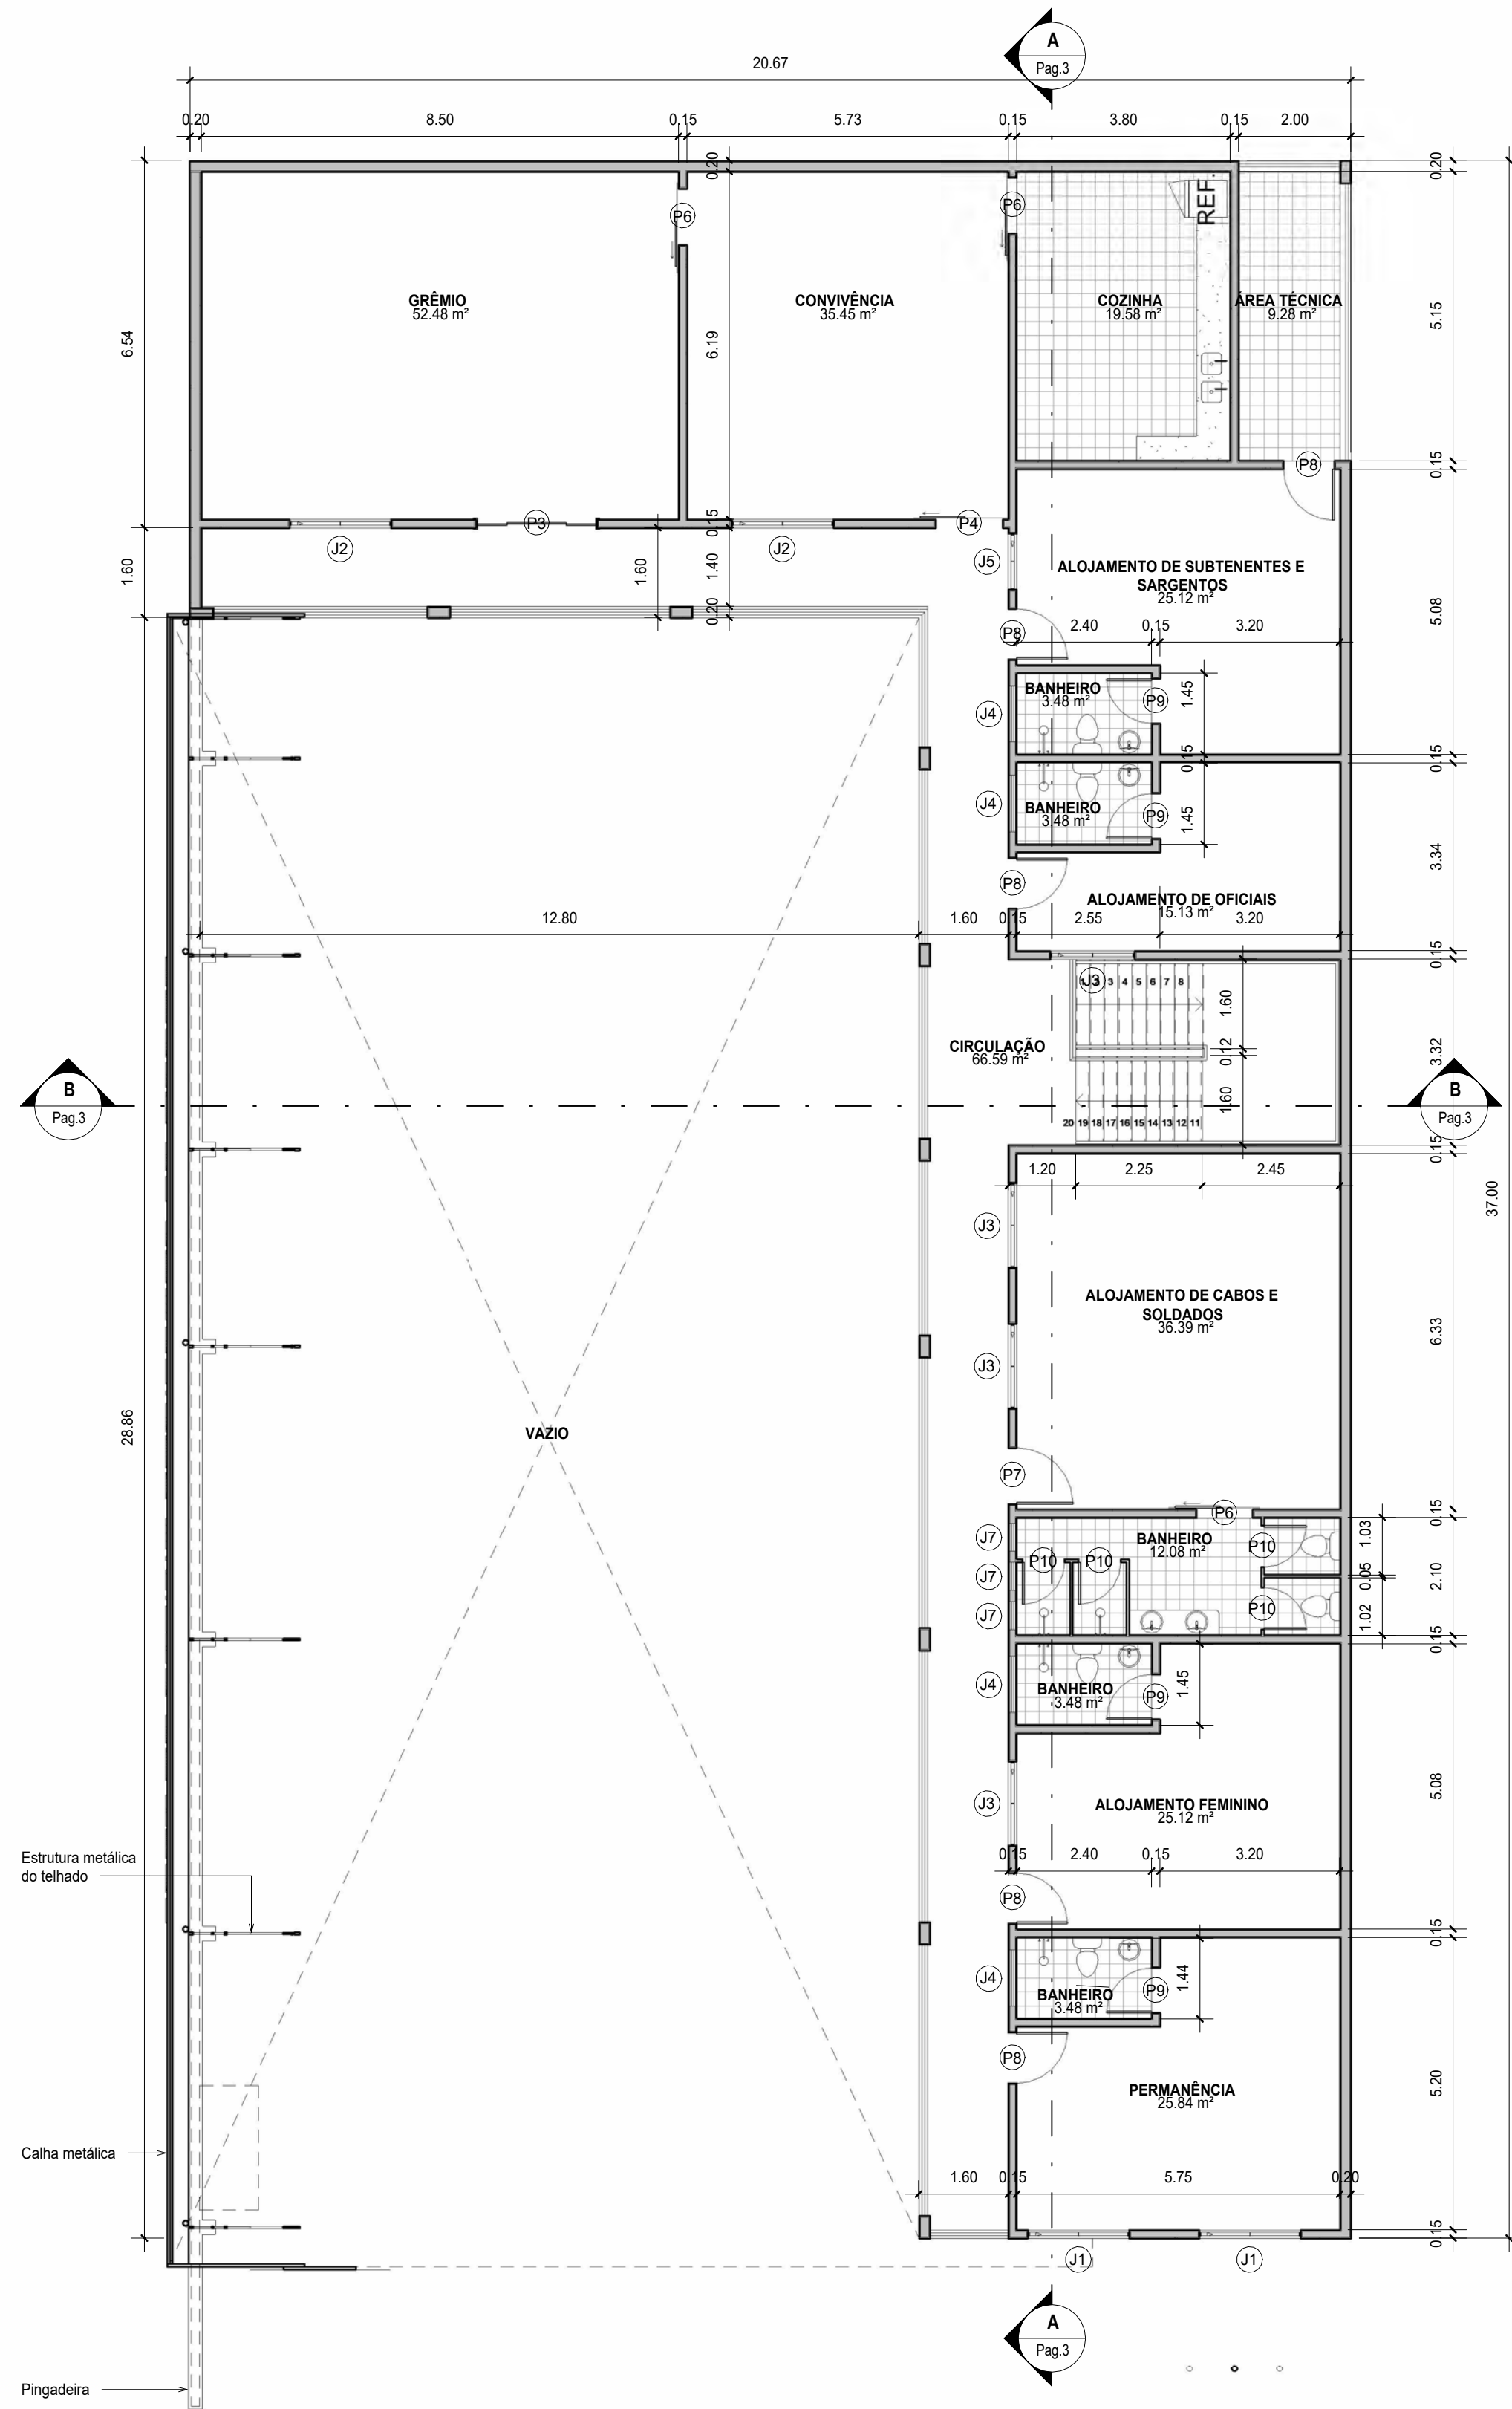 A
Pag.3
20.67
0.20
8.50
0.15
5.73
0.15
3.80
0.15
2.00
0.20
0.20
P6
P6
REF.
GRÊMIO
52.48 m²
CONVIVÊNCIA
35.45 m²
COZINHA
19.58 m²
ÁREA TÉCNICA
9.28 m²
6.54
6.19
5.15
P8
0.15
P3
0.15
P4
J2
J2
J5
1.60
1.60
1.40
0.20
ALOJAMENTO DE SUBTENENTES E
SARGENTOS
25.12 m²
5.08
P8
2.40
0.15
3.20
BANHEIRO
3.48 m²
P9
1.45
J4
0.15
0.15
J4
BANHEIRO
3.48 m²
P9
1.45
3.34
P8
ALOJAMENTO DE OFICIAIS
15.13 m²
12.80
1.60
0.15
2.55
3.20
0.15
J3
1 2 3 4 5 6 7 8
1.60
CIRCULAÇÃO
66.59 m²
0.12
3.32
B
Pag.3
B
Pag.3
1.60
20 19 18 17 16 15 14 13 12 11
0.15
1.20
2.25
2.45
37.00
J3
ALOJAMENTO DE CABOS E
SOLDADOS
36.39 m²
6.33
J3
28.86
VAZIO
P7
P6
0.15
J7
BANHEIRO
12.08 m²
P10
1.03
P10
P10
J7
0.05
2.10
J7
P10
1.02
0.15
J4
BANHEIRO
3.48 m²
P9
1.45
J3
ALOJAMENTO FEMININO
25.12 m²
5.08
Estrutura metálica
do telhado
0.15
2.40
0.15
3.20
P8
0.15
J4
BANHEIRO
3.48 m²
P9
1.44
P8
PERMANÊNCIA
25.84 m²
5.20
Calha metálica
1.60
0.15
5.75
0.20
0.15
J1
J1
A
Pag.3
Pingadeira